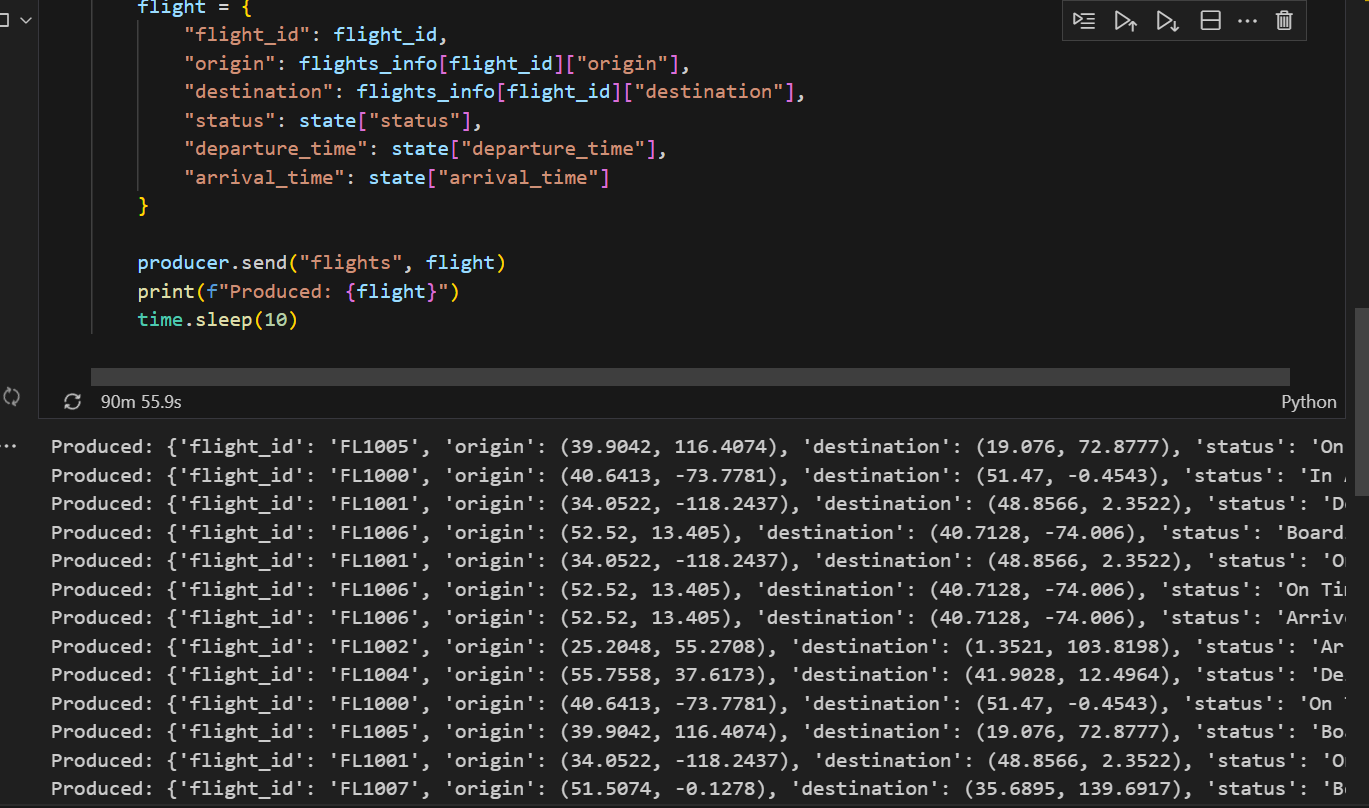 flight = {
"flight_id": flight_id,
"origin": flights_info[flight_id]["origin"],
"destination": flights_info[flight_id]["destination"],
"status": state["status"],
"departure_time": state["departure_time"],
"arrival_time": state["arrival_time"]
}
producer.send("flights", flight)
print(f"Produced: {flight}")
time.sleep(10)
90m 55.9s
Python
Produced: {'flight_id': 'FL1005', 'origin': (39.9042, 116.4074), 'destination': (19.076, 72.8777), 'status': 'On
Produced: {'flight_id': 'FL1000', 'origin': (40.6413, -73.7781), 'destination': (51.47, -0.4543), 'status': 'In
Produced: {'flight_id': 'FL1001', 'origin': (34.0522, -118.2437), 'destination': (48.8566, 2.3522), 'status': 'D
Produced: {'flight_id': 'FL1006', 'origin': (52.52, 13.405), 'destination': (40.7128, -74.006), 'status': 'Board
Produced: {'flight_id': 'FL1001', 'origin': (34.0522, -118.2437), 'destination': (48.8566, 2.3522), 'status': 'O
Produced: {'flight_id': 'FL1006', 'origin': (52.52, 13.405), 'destination': (40.7128, -74.006), 'status': 'On Ti
Produced: {'flight_id': 'FL1006', 'origin': (52.52, 13.405), 'destination': (40.7128, -74.006), 'status': 'Arriv
Produced: {'flight_id': 'FL1002', 'origin': (25.2048, 55.2708), 'destination': (1.3521, 103.8198), 'status': 'Ar
Produced: {'flight_id': 'FL1004', 'origin': (55.7558, 37.6173), 'destination': (41.9028, 12.4964), 'status': 'De
Produced: {'flight_id': 'FL1000', 'origin': (40.6413, -73.7781), 'destination': (51.47, -0.4543), 'status': 'On
Produced: {'flight_id': 'FL1005', 'origin': (39.9042, 116.4074), 'destination': (19.076, 72.8777), 'status': 'Bo
Produced: {'flight_id': 'FL1001', 'origin': (34.0522, -118.2437), 'destination': (48.8566, 2.3522), 'status': 'O
Produced: {'flight_id': 'FL1007', 'origin': (51.5074, -0.1278), 'destination': (35.6895, 139.6917), 'status': 'B